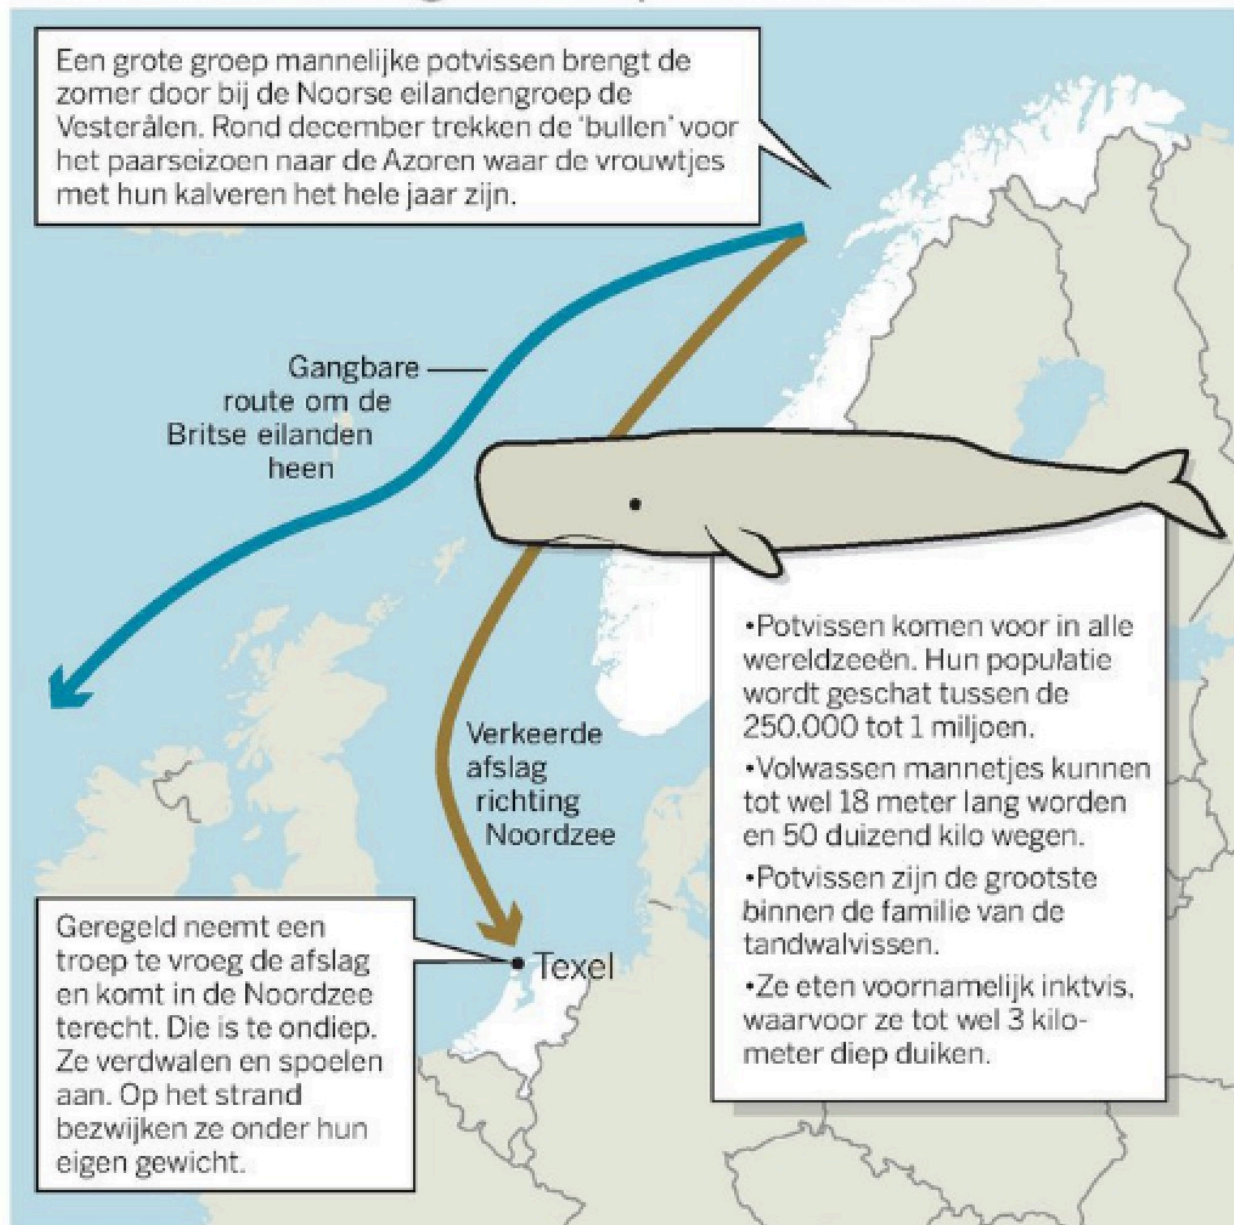 Een grote groep mannelijke potvissen brengt de
zomer door bij de Noorse eilandengroep de
Vesterålen. Rond december trekken de 'bullen' voor
het paarseizoen naar de Azoren waar de vrouwtjes
met hun kalveren het hele jaar zijn.
Gangbare
route om de
Britse eilanden
heen
Verkeerde
afslag
richting
Noordzee
•Potvissen komen voor in alle
wereldzeeën. Hun populatie
wordt geschat tussen de
250.000 tot 1 miljoen.
•Volwassen mannetjes kunnen
tot wel 18 meter lang worden
en 50 duizend kilo wegen.
•Potvissen zijn de grootste
binnen de familie van de
tandwalvissen.
•Ze eten voornamelijk inktvis,
waarvoor ze tot wel 3 kilo-
meter diep duiken.
Geregeld neemt een
troep te vroeg de afslag
en komt in de Noordzee
terecht. Die is te ondiep.
Ze verdwalen en spoelen
aan. Op het strand
bezwijken ze onder hun
eigen gewicht.
Texel